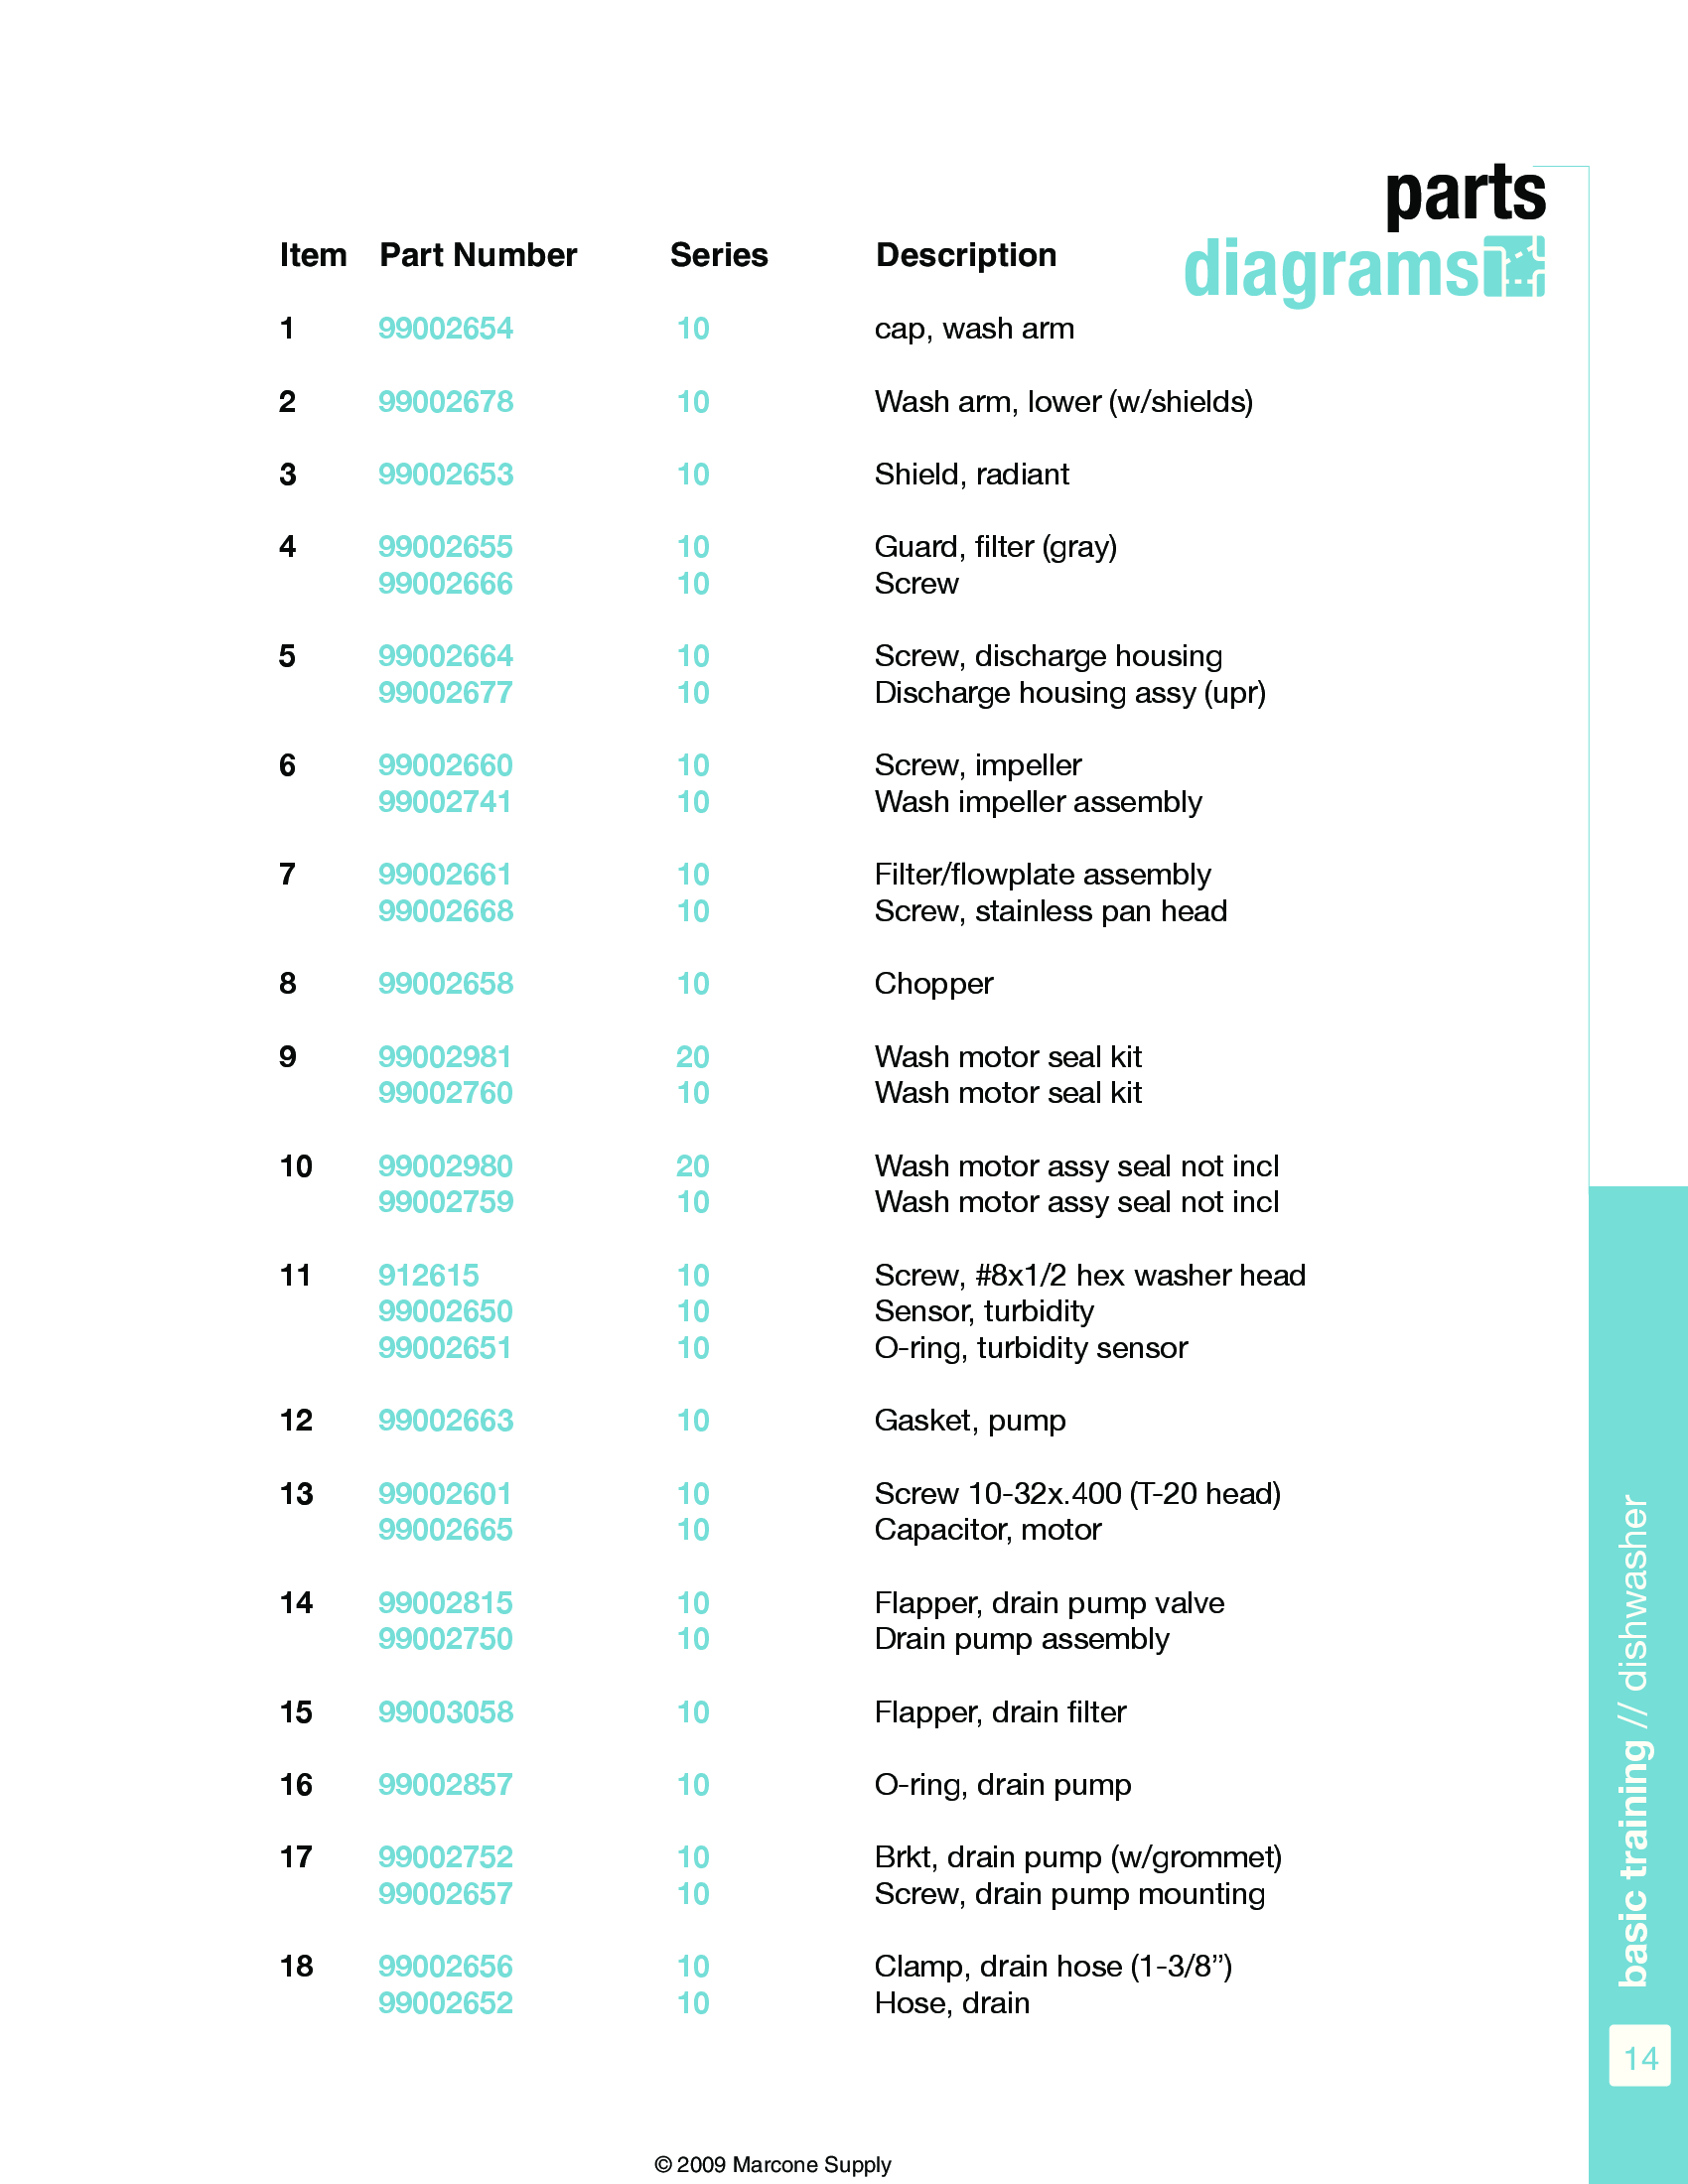 parts
diagrams
Item Part Number Series Description
1 99002654 10 cap, wash arm
2 99002678 10 Wash arm, lower (w/shields)
3 99002653 10 Shield, radiant
4 99002655 10 Guard, filter (gray)
99002666 10 Screw
5 99002664 10 Screw, discharge housing
99002677 10 Discharge housing assy (upr)
6 99002660 10 Screw, impeller
99002741 10 Wash impeller assembly
7 99002661 10 Filter/flowplate assembly
99002668 10 Screw, stainless pan head
8 99002658 10 Chopper
9 99002981 20 Wash motor seal kit
99002760 10 Wash motor seal kit
10 99002980 20 Wash motor assy seal not incl
99002759 10 Wash motor assy seal not incl
11 912615 10 Screw, #8x1/2 hex washer head
99002650 10 Sensor, turbidity
99002651 10 O-ring, turbidity sensor
12 99002663 10 Gasket, pump
13 99002601 10 Screw 10-32x.400 (T-20 head)
99002665 10 Capacitor, motor
14 99002815 10 Flapper, drain pump valve
99002750 10 Drain pump assembly
15 99003058 10 Flapper, drain filter
16 99002857 10 O-ring, drain pump
17 99002752 10 Brkt, drain pump (w/grommet)
99002657 10 Screw, drain pump mounting
18 99002656 10 Clamp, drain hose (1-3/8”)
99002652 10 Hose, drain
basic training // dishwasher
14
© 2009 Marcone Supply